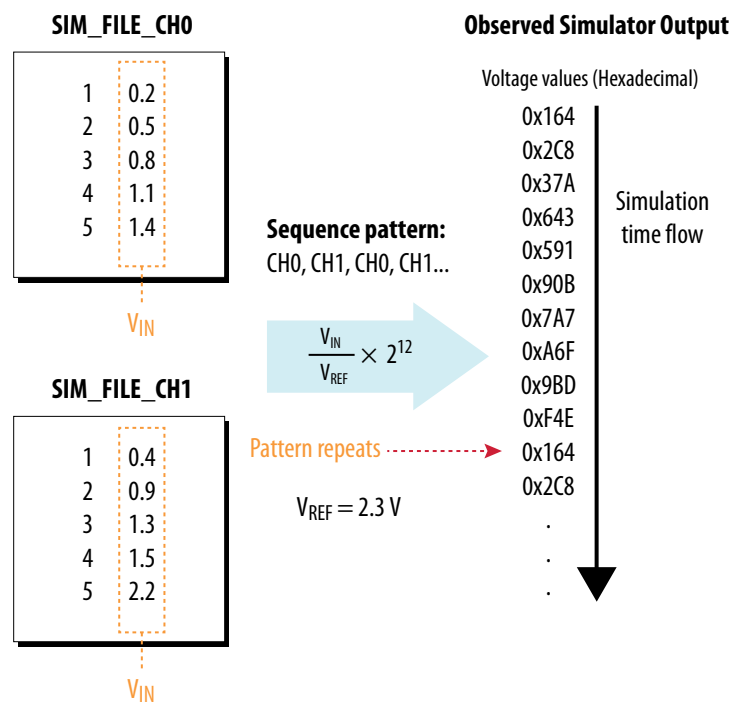 SIM_FILE_CH0
1 0.2
2 0.5
3 0.8
4 1.1
5 1.4
VIN
SIM_FILE_CH1
1 0.4
2 0.9
3 1.3
4 1.5
5 2.2
VIN
Sequence pattern:
CH0, CH1, CH0, CH1...
VIN
VREF
× 2^12
Pattern repeats
VREF = 2.3 V
Observed Simulator Output
Voltage values (Hexadecimal)
0x164
0x2C8
0x37A
0x643
0x591
0x90B
0x7A7
0xA6F
0x9BD
0xF4E
0x164
0x2C8
.
.
.
Simulation
time flow